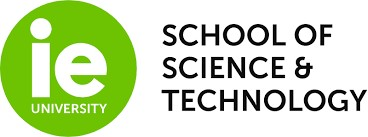 ie
UNIVERSITY
SCHOOL OF
SCIENCE &
TECHNOLOGY